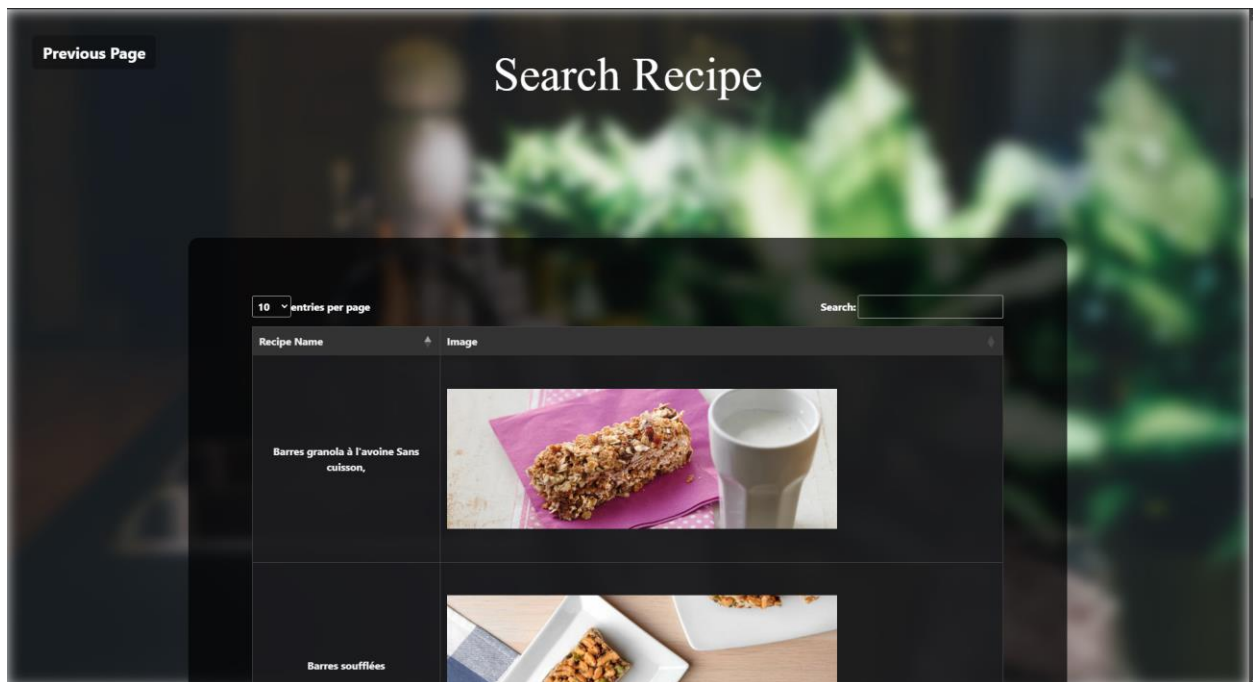 Previous Page
Search Recipe
10 entries per page
Search:
Recipe Name
Image
Barres granola à l'avoine Sans
cuisson,
Barres soufflées